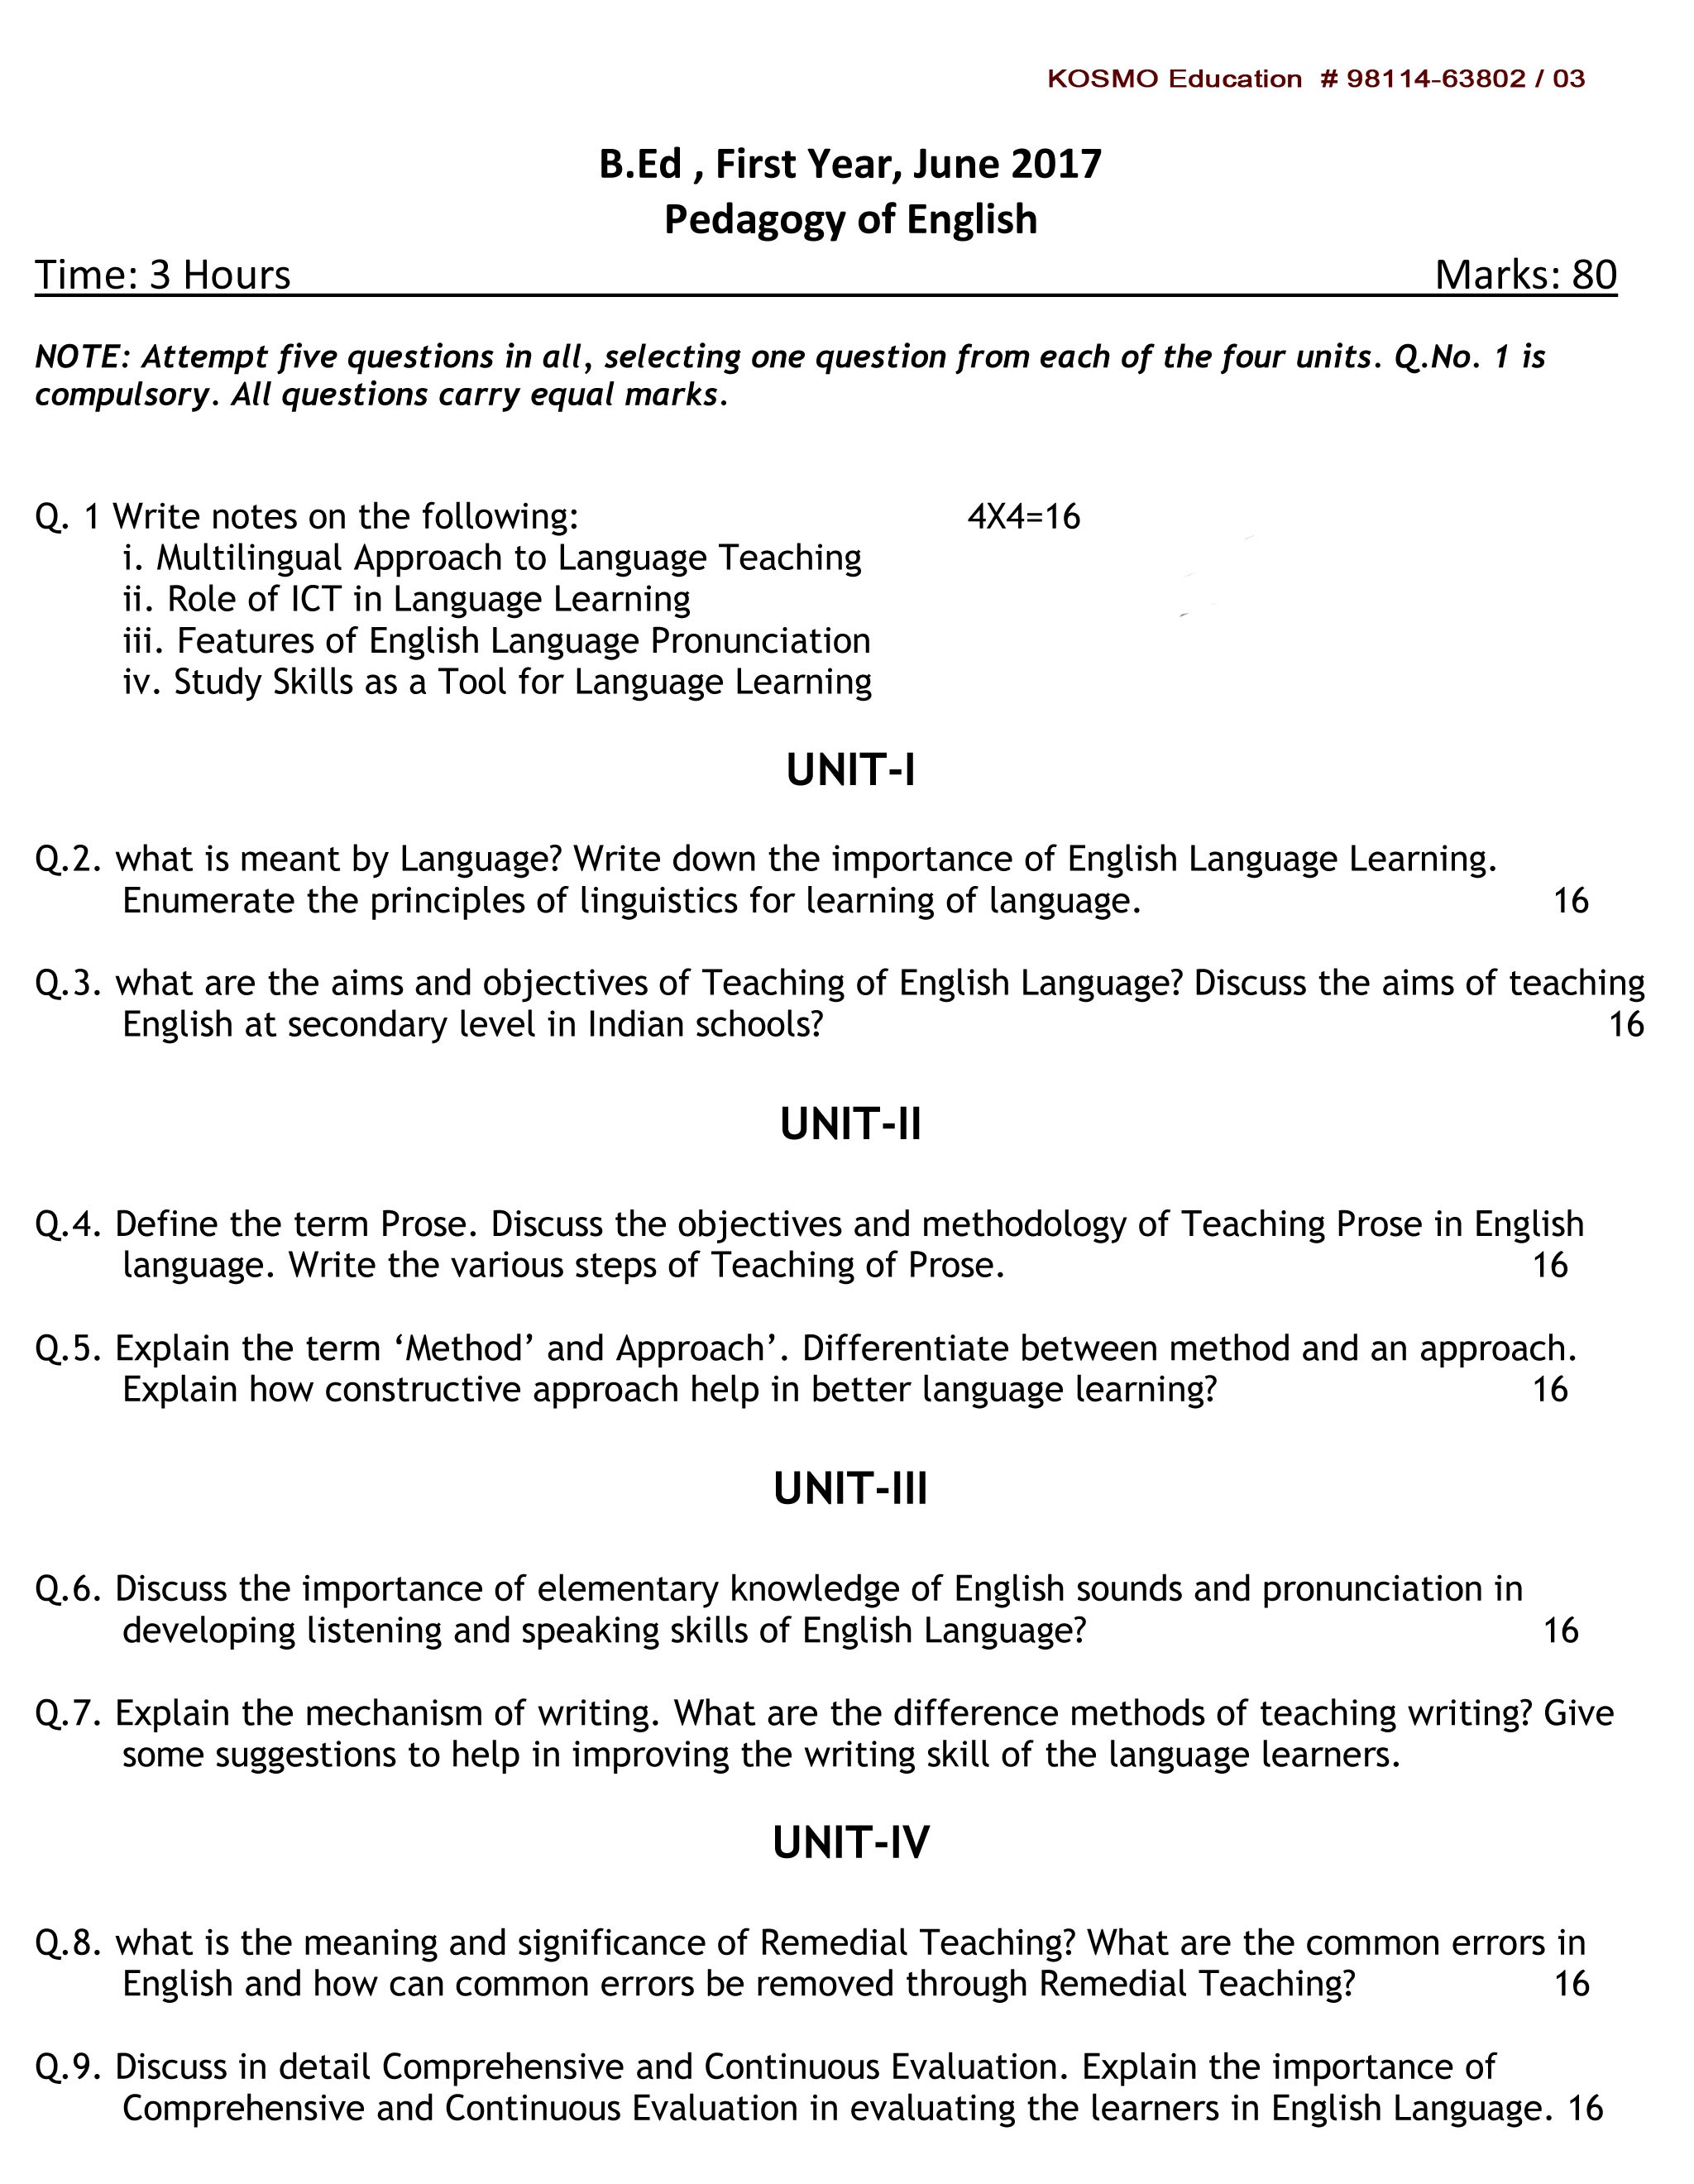 KOSMO Education # 98114-63802 / 03
B.Ed , First Year, June 2017
Pedagogy of English
Time: 3 Hours Marks: 80
NOTE: Attempt five questions in all, selecting one question from each of the four units. Q.No. 1 is
compulsory. All questions carry equal marks.
Q. 1 Write notes on the following: 4X4=16
i. Multilingual Approach to Language Teaching
ii. Role of ICT in Language Learning
iii. Features of English Language Pronunciation
iv. Study Skills as a Tool for Language Learning
UNIT-I
Q.2. what is meant by Language? Write down the importance of English Language Learning.
Enumerate the principles of linguistics for learning of language. 16
Q.3. what are the aims and objectives of Teaching of English Language? Discuss the aims of teaching
English at secondary level in Indian schools? 16
UNIT-II
Q.4. Define the term Prose. Discuss the objectives and methodology of Teaching Prose in English
language. Write the various steps of Teaching of Prose. 16
Q.5. Explain the term ‘Method’ and Approach’. Differentiate between method and an approach.
Explain how constructive approach help in better language learning? 16
UNIT-III
Q.6. Discuss the importance of elementary knowledge of English sounds and pronunciation in
developing listening and speaking skills of English Language? 16
Q.7. Explain the mechanism of writing. What are the difference methods of teaching writing? Give
some suggestions to help in improving the writing skill of the language learners.
UNIT-IV
Q.8. what is the meaning and significance of Remedial Teaching? What are the common errors in
English and how can common errors be removed through Remedial Teaching? 16
Q.9. Discuss in detail Comprehensive and Continuous Evaluation. Explain the importance of
Comprehensive and Continuous Evaluation in evaluating the learners in English Language. 16